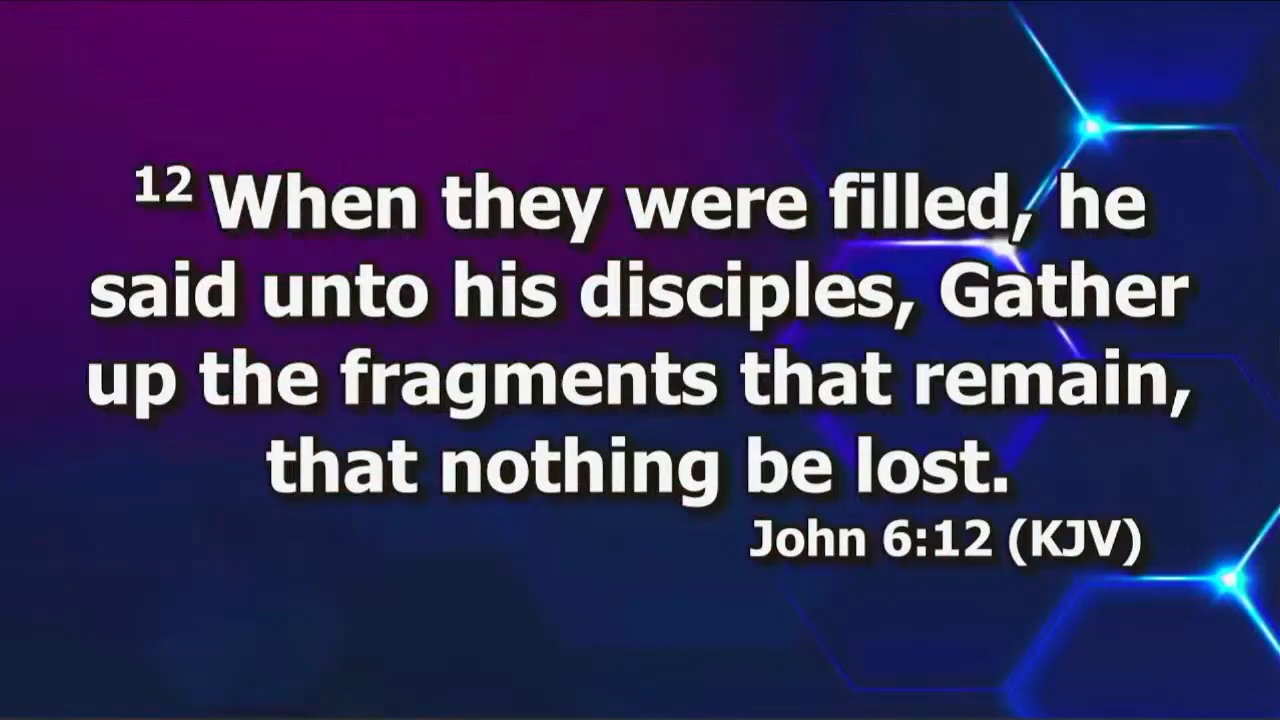 12 When they were filled, he
said unto his disciples, Gather
up the fragments that remain,
that nothing be lost.
John 6:12 (KJV)